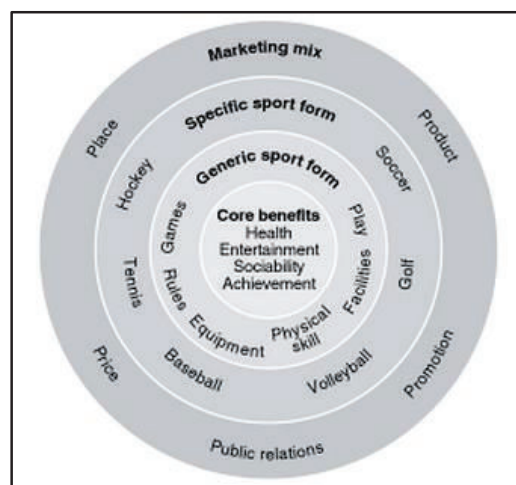 Marketing mix
Place
Product
Price
Promotion
Public relations
Specific sport form
Hockey
Soccer
Tennis
Golf
Baseball
Volleyball
Generic sport form
Games
Play
Rules
Facilities
Equipment
Physical
skill
Core benefits
Health
Entertainment
Sociability
Achievement